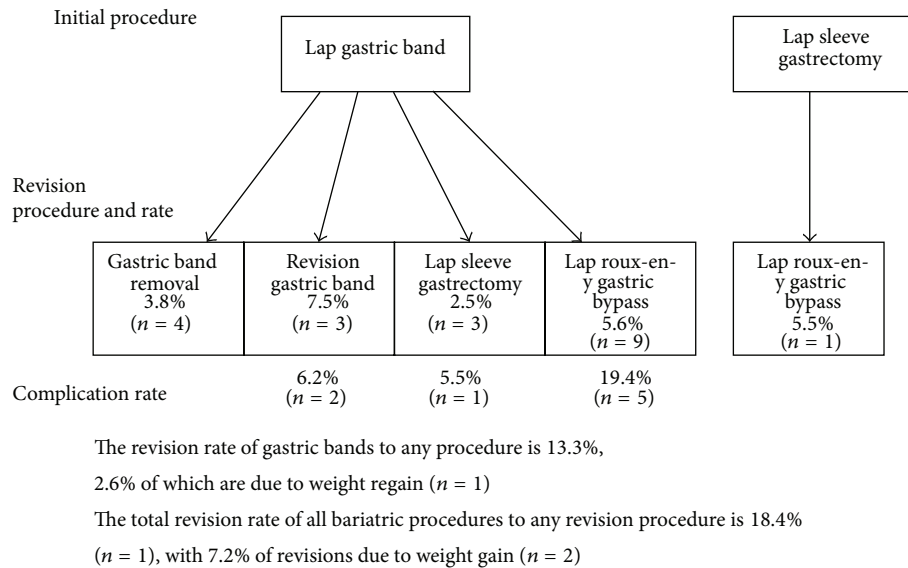 Initial procedure
Lap gastric band
Lap sleeve
gastrectomy
Revision
procedure and rate
Gastric band
removal
3.8%
(n = 4)
Revision
gastric band
7.5%
(n = 3)
Lap sleeve
gastrectomy
2.5%
(n = 3)
Lap roux-en-
y gastric
bypass
5.6%
(n = 9)
Lap roux-en-
y gastric
bypass
5.5%
(n = 1)
Complication rate
6.2%
(n = 2)
5.5%
(n = 1)
19.4%
(n = 5)
The revision rate of gastric bands to any procedure is 13.3%,
2.6% of which are due to weight regain (n = 1)
The total revision rate of all bariatric procedures to any revision procedure is 18.4%
(n = 1), with 7.2% of revisions due to weight gain (n = 2)